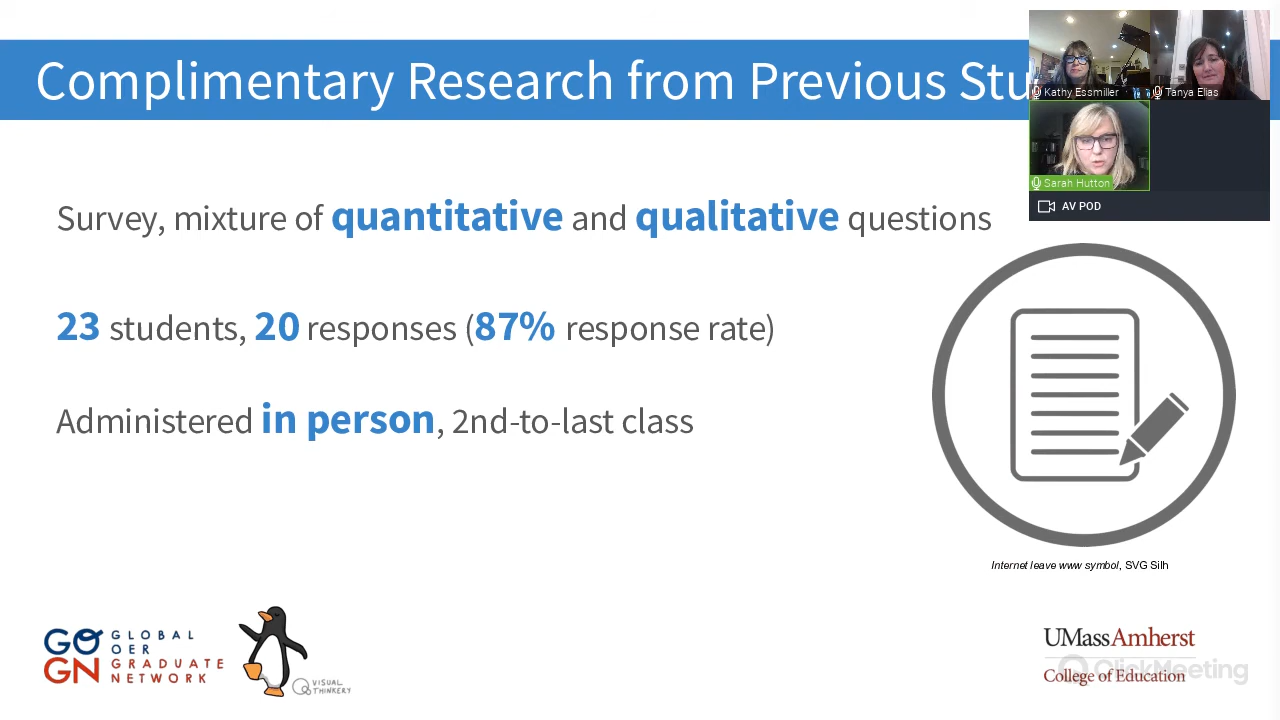 Complimentary Research from Previous Stu
Kathy Essmiller
Tanya Elias
Sarah Hutton
AV POD
Survey, mixture of quantitative and qualitative questions
23 students, 20 responses (87% response rate)
Administered in person, 2nd-to-last class
Internet leave www symbol, SVG Silh
GO
GN
GLOBAL
OER
GRADUATE
NETWORK
VISUAL
THINKERY
UMassAmherst
College of Education
ClickMeeting